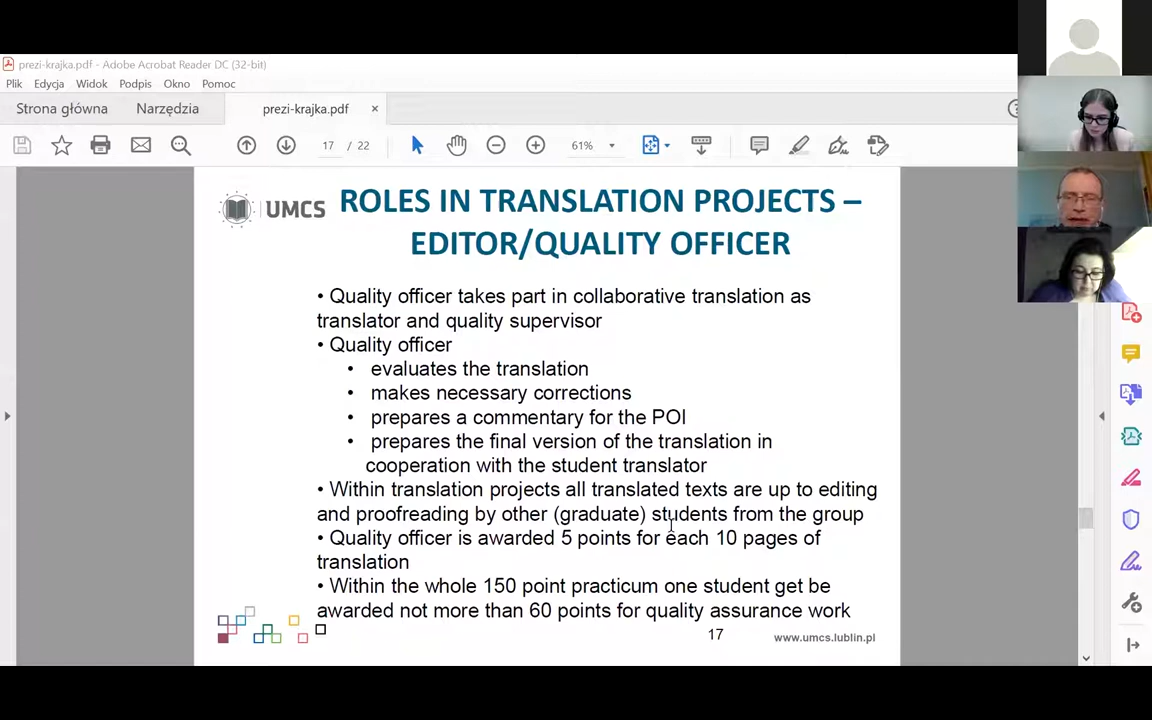 prezi-krajka.pdf - Adobe Acrobat Reader DC (32-bit)
Plik Edycja Widok Podpis Okno Pomoc
Strona główna Narzędzia prezi-krajka.pdf ×
17 / 22 61%
UMCS
ROLES IN TRANSLATION PROJECTS –
EDITOR/QUALITY OFFICER
• Quality officer takes part in collaborative translation as
translator and quality supervisor
• Quality officer
• evaluates the translation
• makes necessary corrections
• prepares a commentary for the POI
• prepares the final version of the translation in
cooperation with the student translator
• Within translation projects all translated texts are up to editing
and proofreading by other (graduate) students from the group
• Quality officer is awarded 5 points for each 10 pages of
translation
• Within the whole 150 point practicum one student get be
awarded not more than 60 points for quality assurance work
17
www.umcs.lublin.pl